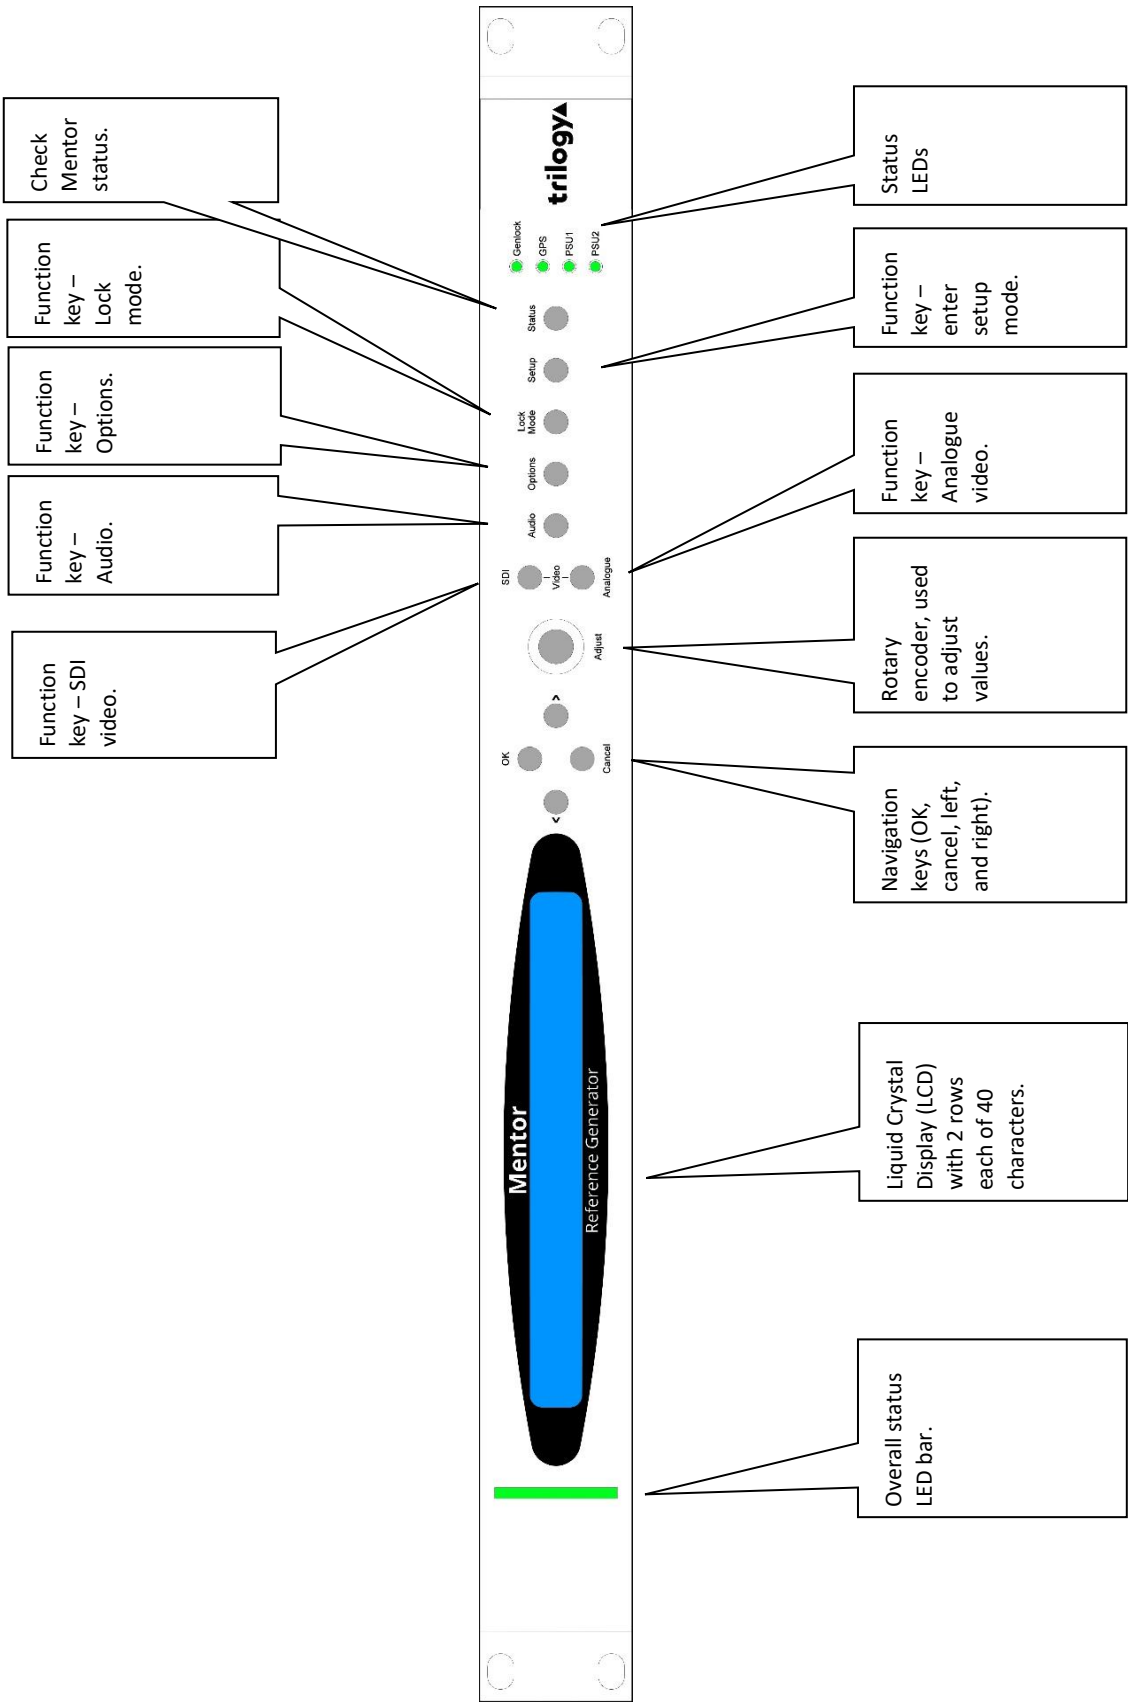 Function
key – SDI
video.
Function
key –
Audio.
Function
key –
Options.
Function
key –
Lock
mode.
Check
Mentor
status.
Mentor
Reference Generator
<
OK
Cancel
>
Adjust
SDI
Video
Analogue
Audio
Options
Lock
Mode
Setup
Status
Genlock
GPS
PSU1
PSU2
trilogy
Overall status
LED bar.
Liquid Crystal
Display (LCD)
with 2 rows
each of 40
characters.
Navigation
keys (OK,
cancel, left,
and right).
Rotary
encoder, used
to adjust
values.
Function
key –
Analogue
video.
Function
key –
enter
setup
mode.
Status
LEDs